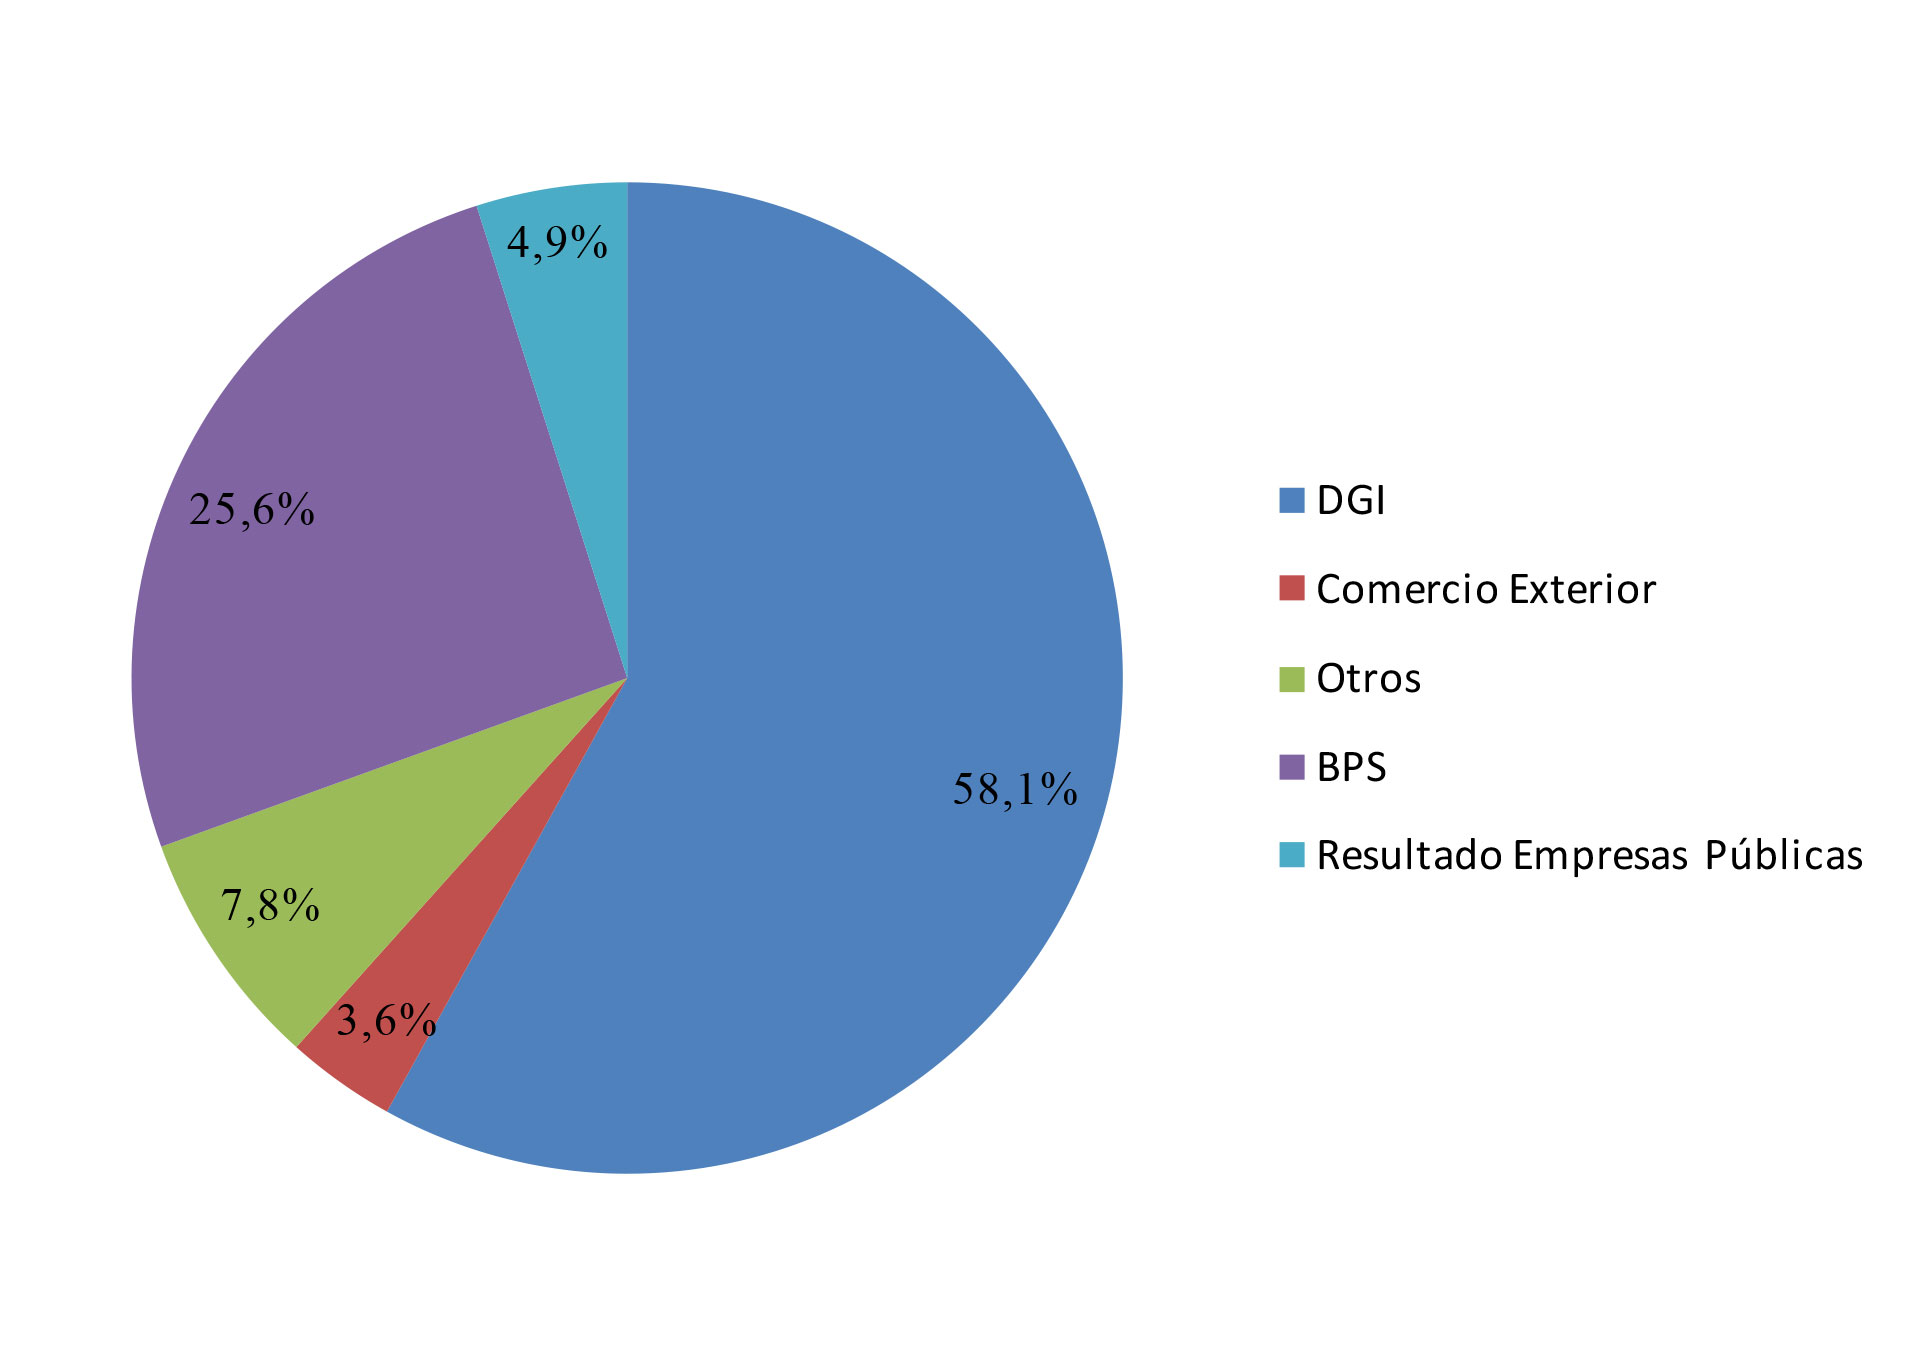 4,9%
25,6%
58,1%
7,8%
3,6%
DGI
Comercio Exterior
Otros
BPS
Resultado Empresas Públicas